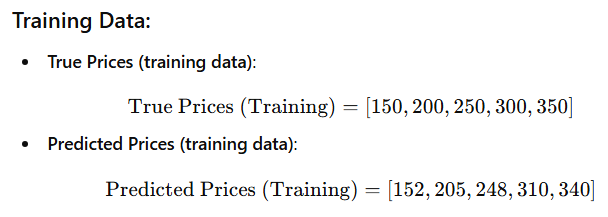 Training Data:
• True Prices (training data):
True Prices (Training) = [150, 200, 250, 300, 350]
• Predicted Prices (training data):
Predicted Prices (Training) = [152, 205, 248, 310, 340]